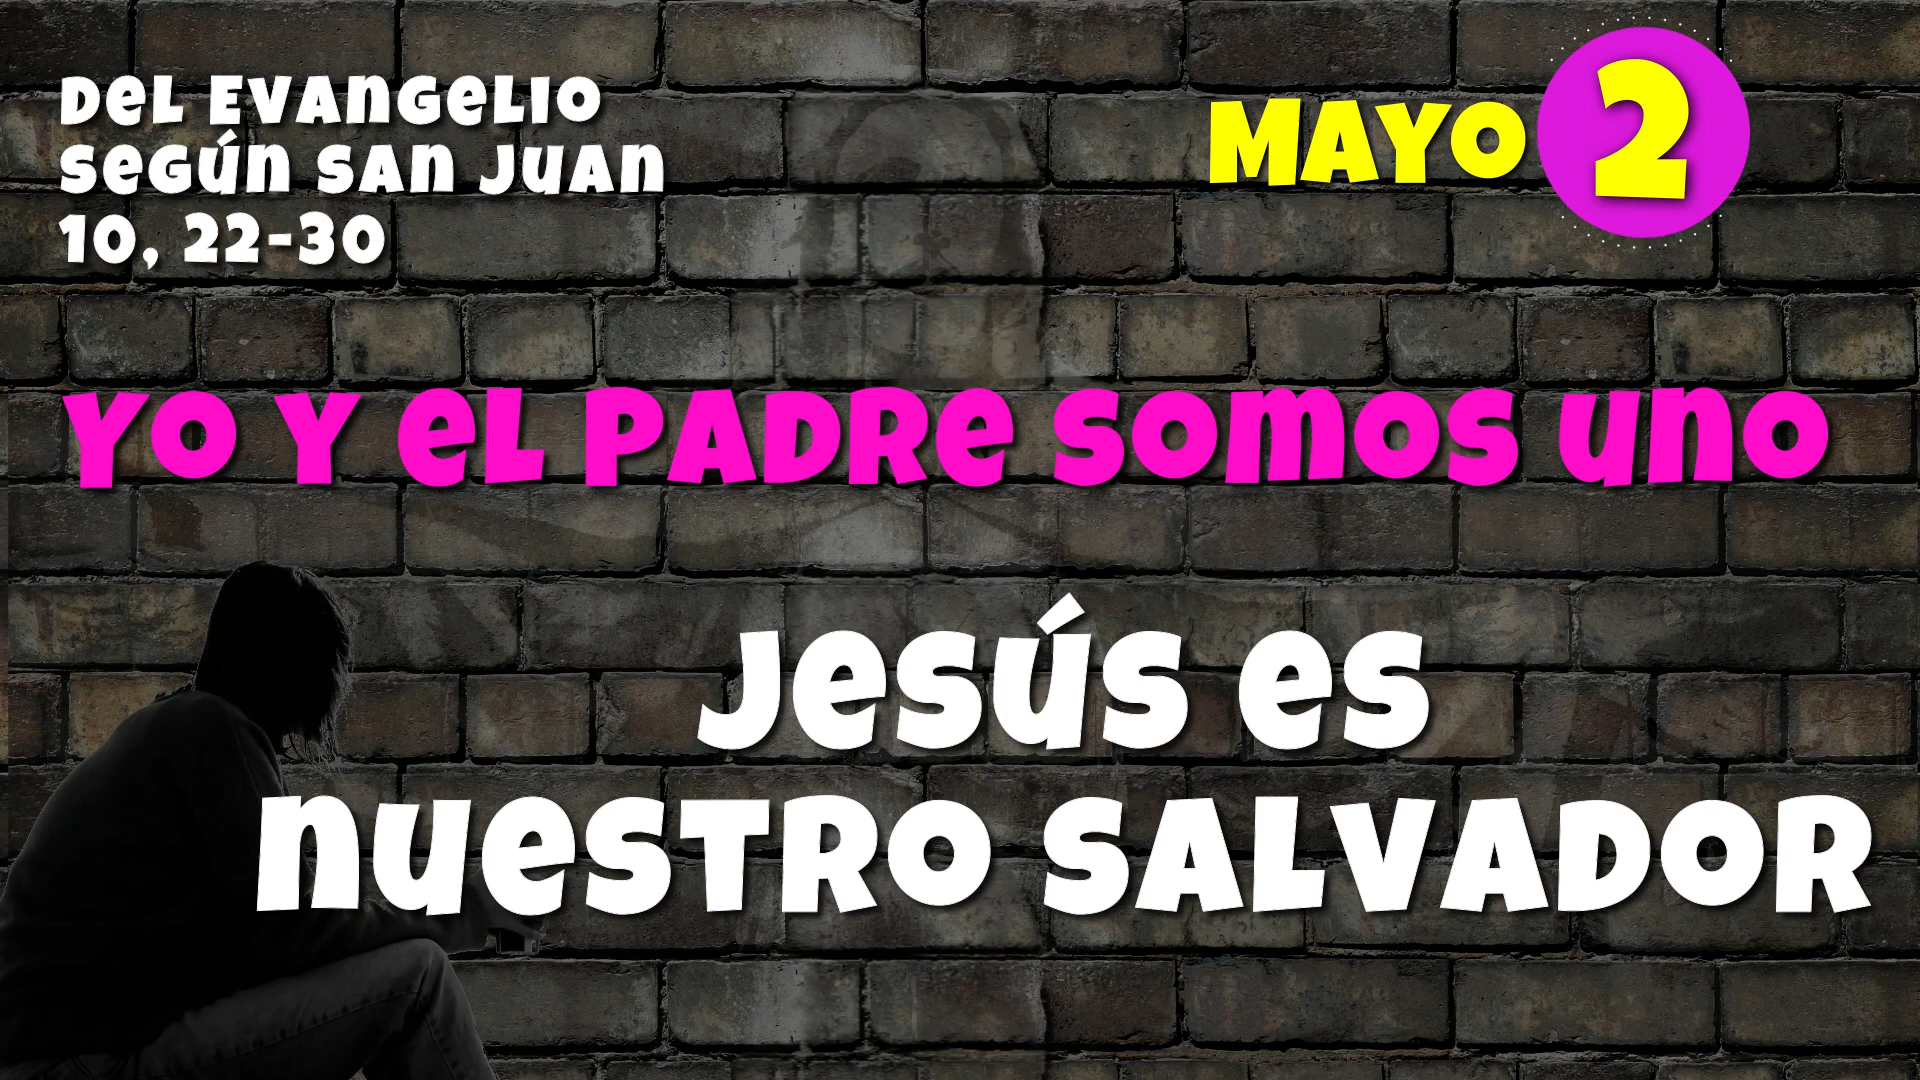 Del Evangelio
según San Juan
10, 22-30
MAYO 2
Yo y el Padre somos uno
Jesús es
nuestro Salvador